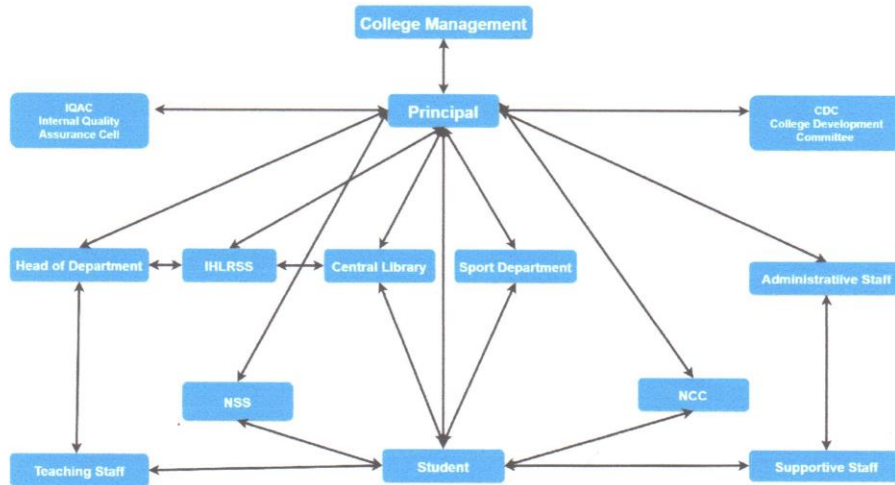 College Management
IQAC
Internal Quality
Assurance Cell
Principal
CDC
College Development
Committee
Head of Department
IHLRSS
Central Library
Sport Department
Administratiive Staff
NSS
NCC
Teaching Staff
Student
Supportive Staff